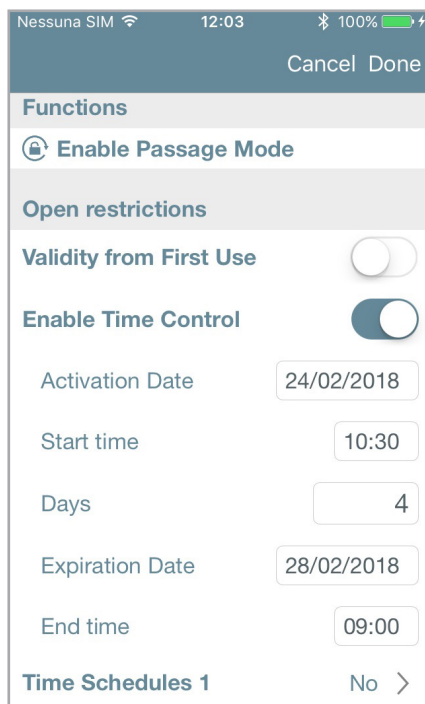 Nessuna SIM 12:03 100%
Cancel Done
Functions
Enable Passage Mode
Open restrictions
Validity from First Use
Enable Time Control
Activation Date 24/02/2018
Start time 10:30
Days 4
Expiration Date 28/02/2018
End time 09:00
Time Schedules 1 No